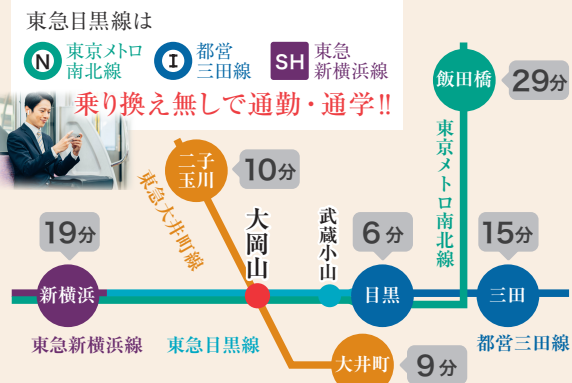 東急目黒線は
N 東京メトロ
南北線
I 都営
三田線
SH 東急
新横浜線
乗り換え無しで通勤・通学!!
飯田橋
29分
東京メトロ南北線
二子
玉川
10分
東急大井町線
大岡山
武蔵小山
19分
6分
15分
新横浜
目黒
三田
東急新横浜線
東急目黒線
都営三田線
大井町
9分